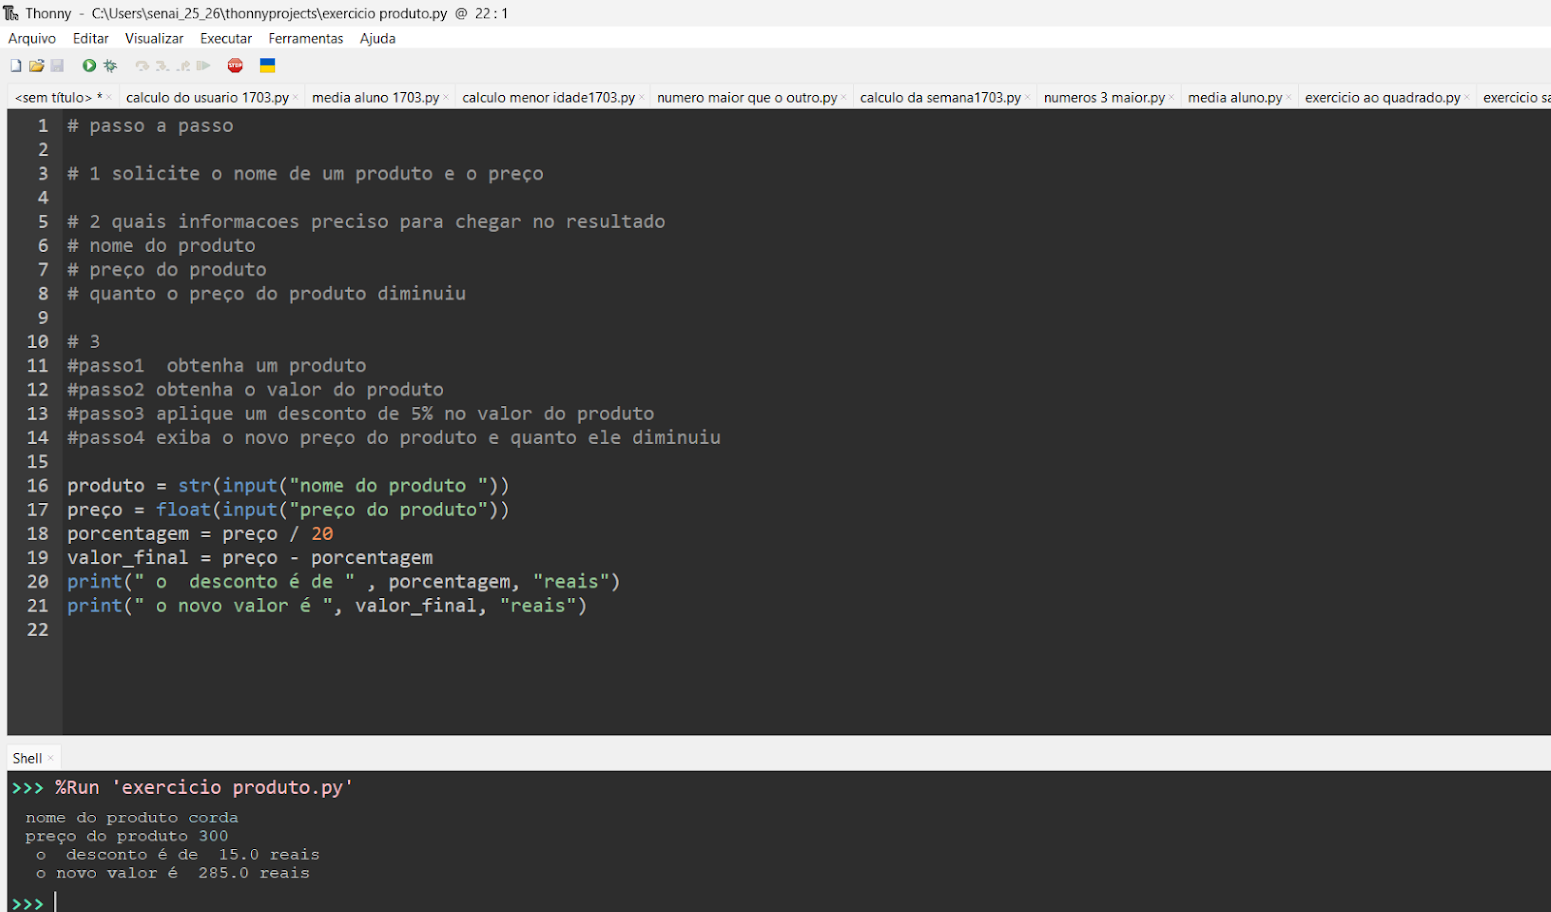 Thonny - C:\Users\senai_25_26\thonnyprojects\exercicio produto.py @ 22 : 1
Arquivo Editar Visualizar Executar Ferramentas Ajuda
STOP
<sem título> * × calculo do usuario 1703.py × media aluno 1703.py × calculo menor idade1703.py × numero maior que o outro.py × calculo da semana1703.py × numeros 3 maior.py × media aluno.py × exercicio ao quadrado.py × exercicio sa
1 # passo a passo
2
3 # 1 solicite o nome de um produto e o preço
4
5 # 2 quais informacoes preciso para chegar no resultado
6 # nome do produto
7 # preço do produto
8 # quanto o preço do produto diminuiu
9
10 # 3
11 #passo1  obtenha um produto
12 #passo2 obtenha o valor do produto
13 #passo3 aplique um desconto de 5% no valor do produto
14 #passo4 exiba o novo preço do produto e quanto ele diminuiu
15
16 produto = str(input("nome do produto "))
17 preço = float(input("preço do produto"))
18 porcentagem = preço / 20
19 valor_final = preço - porcentagem
20 print(" o  desconto é de " , porcentagem, "reais")
21 print(" o novo valor é ", valor_final, "reais")
22
Shell ×
>>> %Run 'exercicio produto.py'
nome do produto corda
preço do produto 300
o  desconto é de  15.0 reais
o novo valor é  285.0 reais
>>>